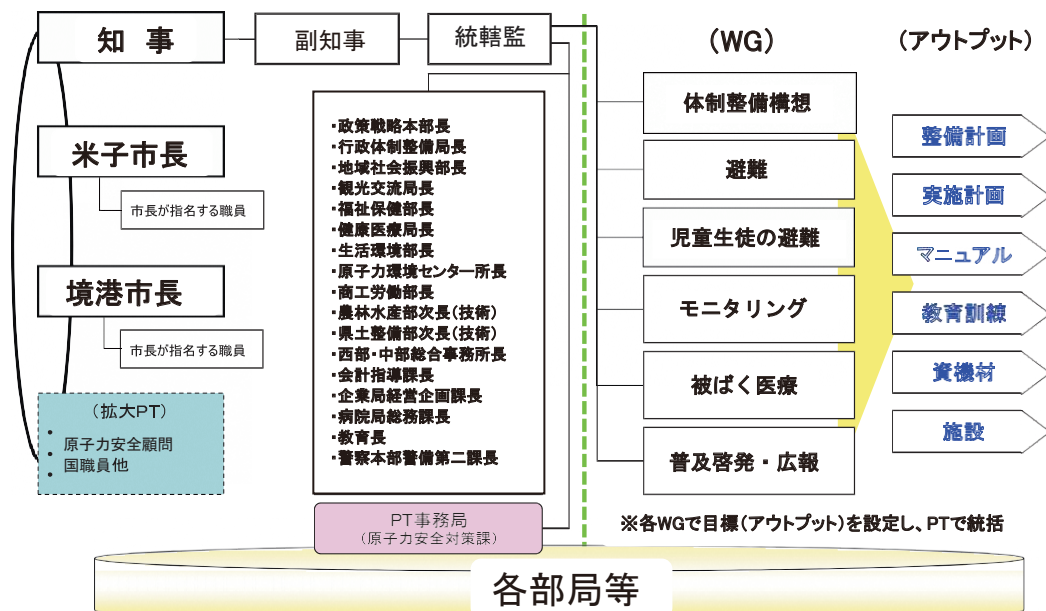 知 事
副知事
統轄監
米子市長
市長が指名する職員
境港市長
市長が指名する職員
(拡大PT)
・
・ 原子力安全顧問
・ 国職員他
・政策戦略本部長
・行政体制整備局長
・地域社会振興部長
・観光交流局長
・福祉保健部長
・健康医療局長
・生活環境部長
・原子力環境センター所長
・商工労働部長
・農林水産部次長(技術)
・県土整備部次長(技術)
・西部・中部総合事務所長
・会計指導課長
・企業局経営企画課長
・病院局総務課長
・教育長
・警察本部警備第二課長
PT事務局
(原子力安全対策課)
(WG)
体制整備構想
避難
児童生徒の避難
モニタリング
被ばく医療
普及啓発・広報
(アウトプット)
整備計画
実施計画
マニュアル
教育訓練
資機材
施設
※各WGで目標(アウトプット)を設定し、PTで統括
各部局等